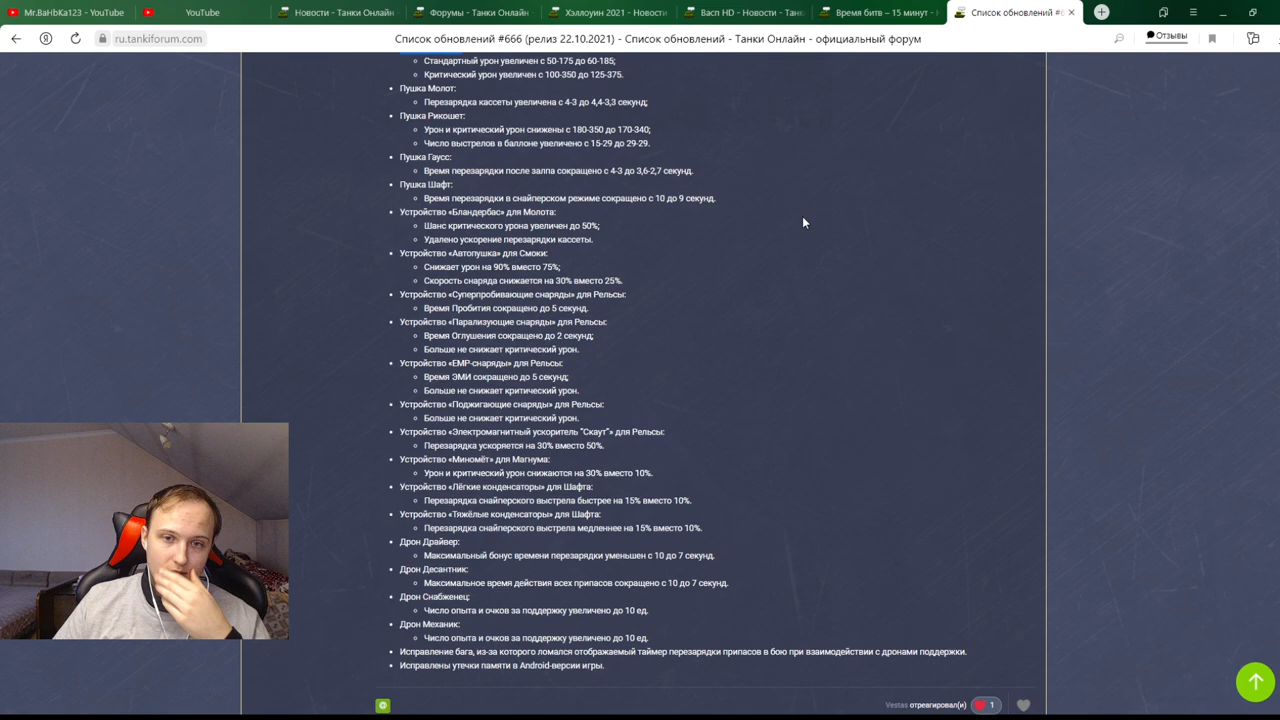 Mr.BaHbKa123 - YouTube
YouTube
Новости - Танки Онлайн
Форумы - Танки Онлайн
Хэллоуин 2021 - Новости
Васп HD - Новости - Тан
Время битв – 15 минут -
Список обновлений #6
ru.tankiforum.com
Список обновлений #666 (релиз 22.10.2021) - Список обновлений - Танки Онлайн - официальный форум
Отзывы
Стандартный урон увеличен с 50-175 до 60-185;
Критический урон увеличен с 100-350 до 125-375.
Пушка Молот:
Перезарядка кассеты увеличена с 4-3 до 4,4-3,3 секунд;
Пушка Рикошет:
Урон и критический урон снижены с 180-350 до 170-340;
Число выстрелов в баллоне увеличено с 15-29 до 29-29.
Пушка Гаусс:
Время перезарядки после залпа сокращено с 4-3 до 3,6-2,7 секунд.
Пушка Шафт:
Время перезарядки в снайперском режиме сокращено с 10 до 9 секунд.
Устройство «Бландербас» для Молота:
Шанс критического урона увеличен до 50%;
Удалено ускорение перезарядки кассеты.
Устройство «Автопушка» для Смоки:
Снижает урон на 90% вместо 75%;
Скорость снаряда снижается на 30% вместо 25%.
Устройство «Суперпробивающие снаряды» для Рельсы:
Время Пробития сокращено до 5 секунд.
Устройство «Парализующие снаряды» для Рельсы:
Время Оглушения сокращено до 2 секунд;
Больше не снижает критический урон.
Устройство «EMP-снаряды» для Рельсы:
Время ЭМИ сокращено до 5 секунд;
Больше не снижает критический урон.
Устройство «Поджигающие снаряды» для Рельсы:
Больше не снижает критический урон.
Устройство «Электромагнитный ускоритель "Скаут"» для Рельсы:
Перезарядка ускоряется на 30% вместо 50%.
Устройство «Миномёт» для Магнума:
Урон и критический урон снижаются на 30% вместо 10%.
Устройство «Лёгкие конденсаторы» для Шафта:
Перезарядка снайперского выстрела быстрее на 15% вместо 10%.
Устройство «Тяжёлые конденсаторы» для Шафта:
Перезарядка снайперского выстрела медленнее на 15% вместо 10%.
Дрон Драйвер:
Максимальный бонус времени перезарядки уменьшен с 10 до 7 секунд.
Дрон Десантник:
Максимальное время действия всех припасов сокращено с 10 до 7 секунд.
Дрон Снабженец:
Число опыта и очков за поддержку увеличено до 10 ед.
Дрон Механик:
Число опыта и очков за поддержку увеличено до 10 ед.
Исправление бага, из-за которого ломался отображаемый таймер перезарядки припасов в бою при взаимодействии с дронами поддержки.
Исправлены утечки памяти в Android-версии игры.
Vestas отреагировал(и) 1